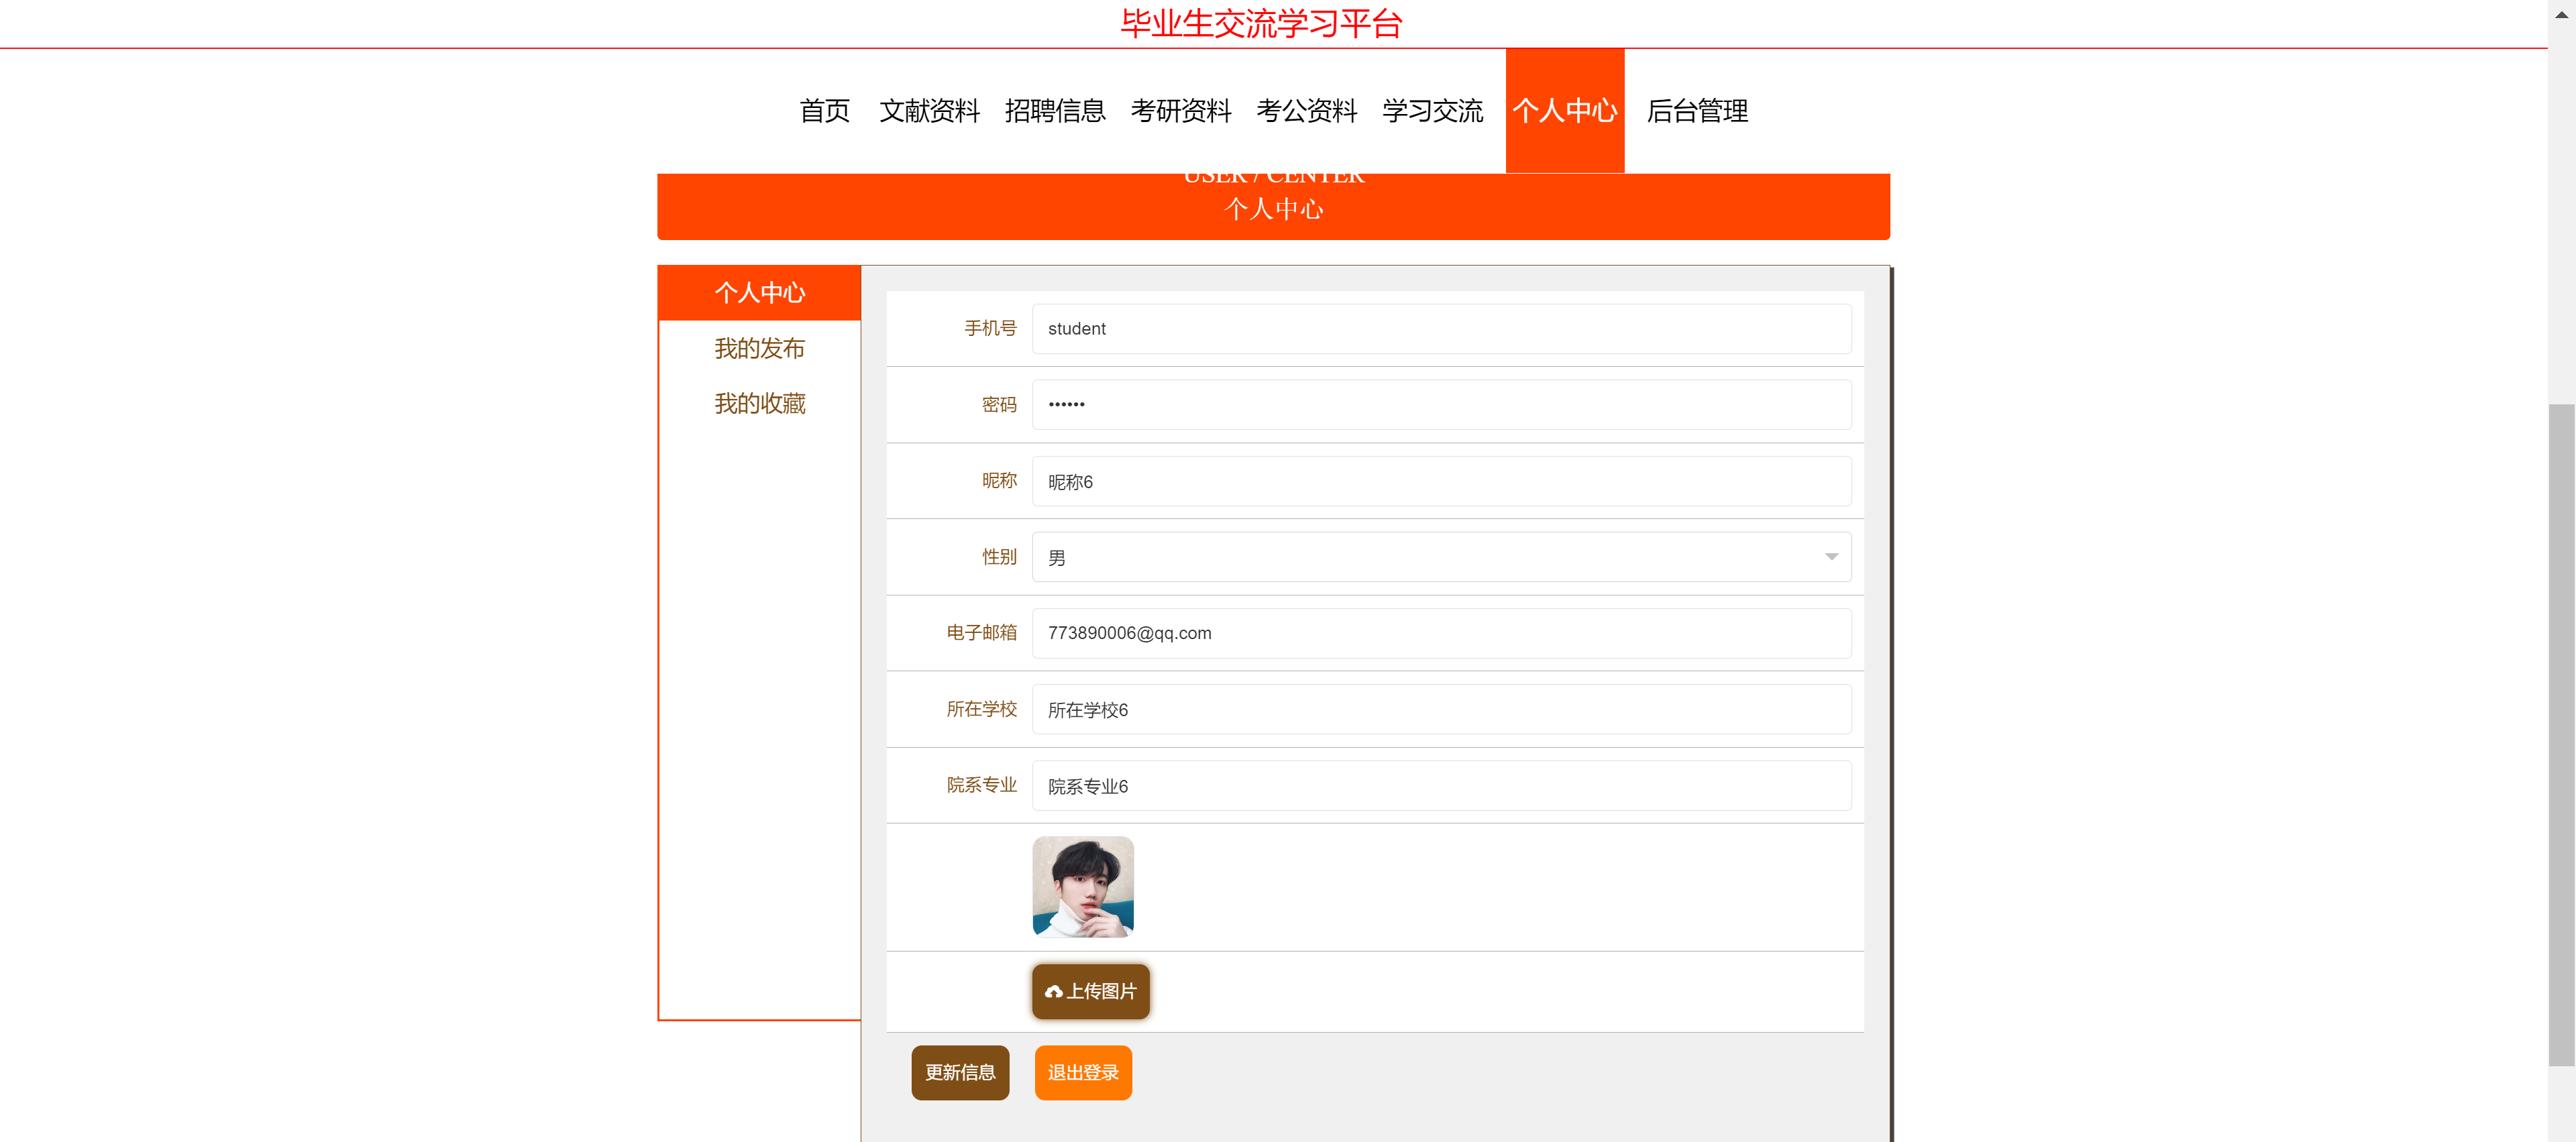 毕业生交流学习平台
首页 文献资料 招聘信息 考研资料 考公资料 学习交流 个人中心 后台管理
USER / CENTER
个人中心
个人中心
我的发布
我的收藏
手机号 student
密码 ••••••
昵称 昵称6
性别 男
电子邮箱 773890006@qq.com
所在学校 所在学校6
院系专业 院系专业6
上传图片
更新信息 退出登录